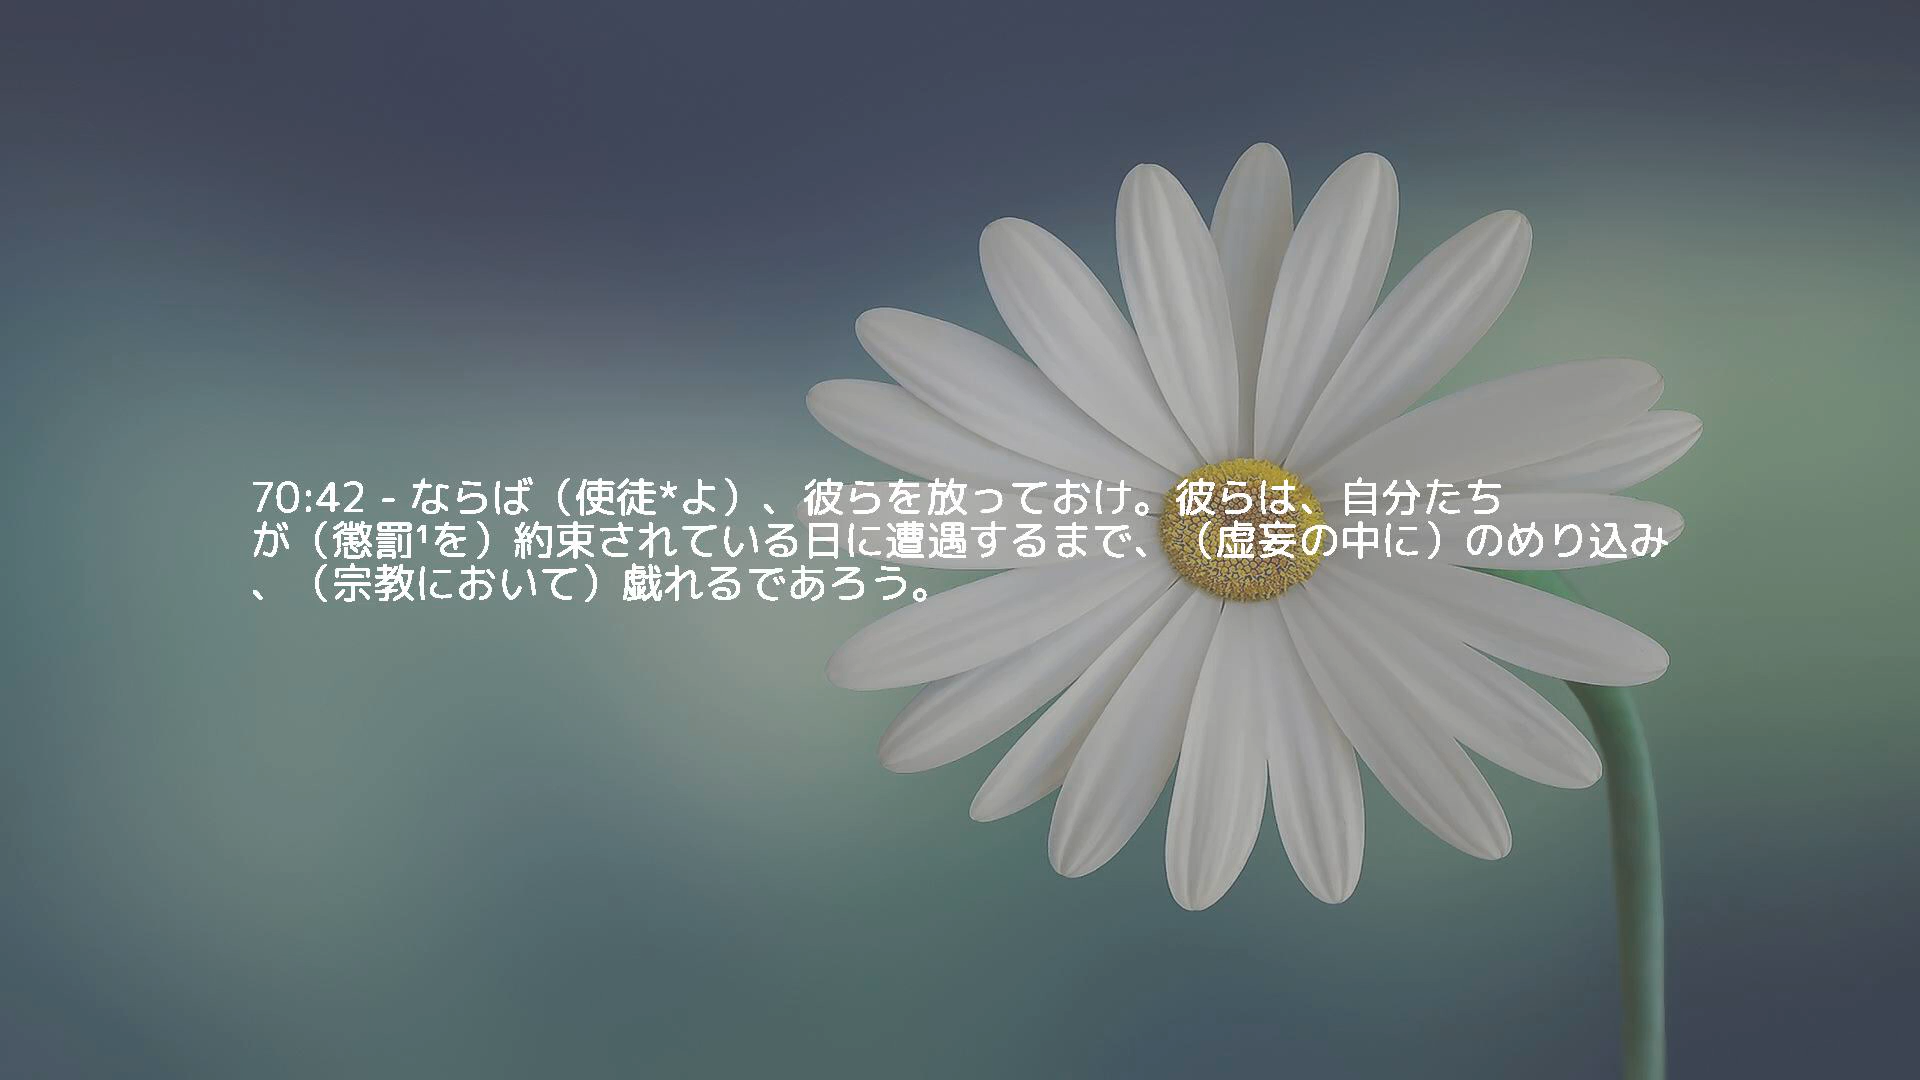 70:42 - ならば（使徒*よ）、彼らを放っておけ。彼らは、自分たち
が（懲罰¹を）約束されている日に遭遇するまで、（虚妄の中に）のめり込み
、（宗教において）戯れるであろう。